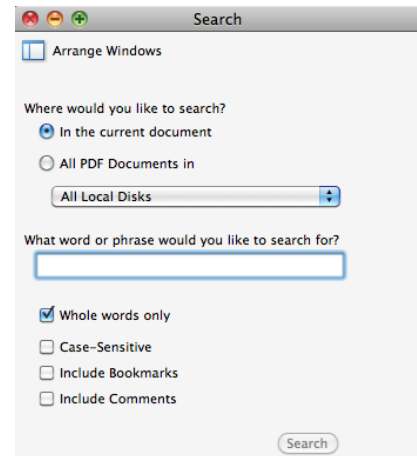 Search
Arrange Windows
Where would you like to search?
In the current document
All PDF Documents in
All Local Disks
What word or phrase would you like to search for?
Whole words only
Case-Sensitive
Include Bookmarks
Include Comments
Search